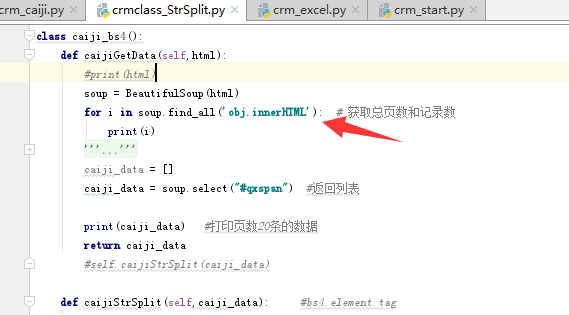 crm_caiji.py crmclass_StrSplit.py crm_excel.py crm_start.py
class caiji_bs4():
def caijiGetData(self,html):
#print(html)
soup = BeautifulSoup(html)
for i in soup.find_all('obj.innerHTML'): # 获取总页数和记录数
print(i)
'''...'''
caiji_data = []
caiji_data = soup.select("#qxspan") #返回列表
print(caiji_data) #打印页数20条的数据
return caiji_data
#self.caijiStrSplit(caiji_data)
def caijiStrSplit(self,caiji_data): #bs4.element.tag